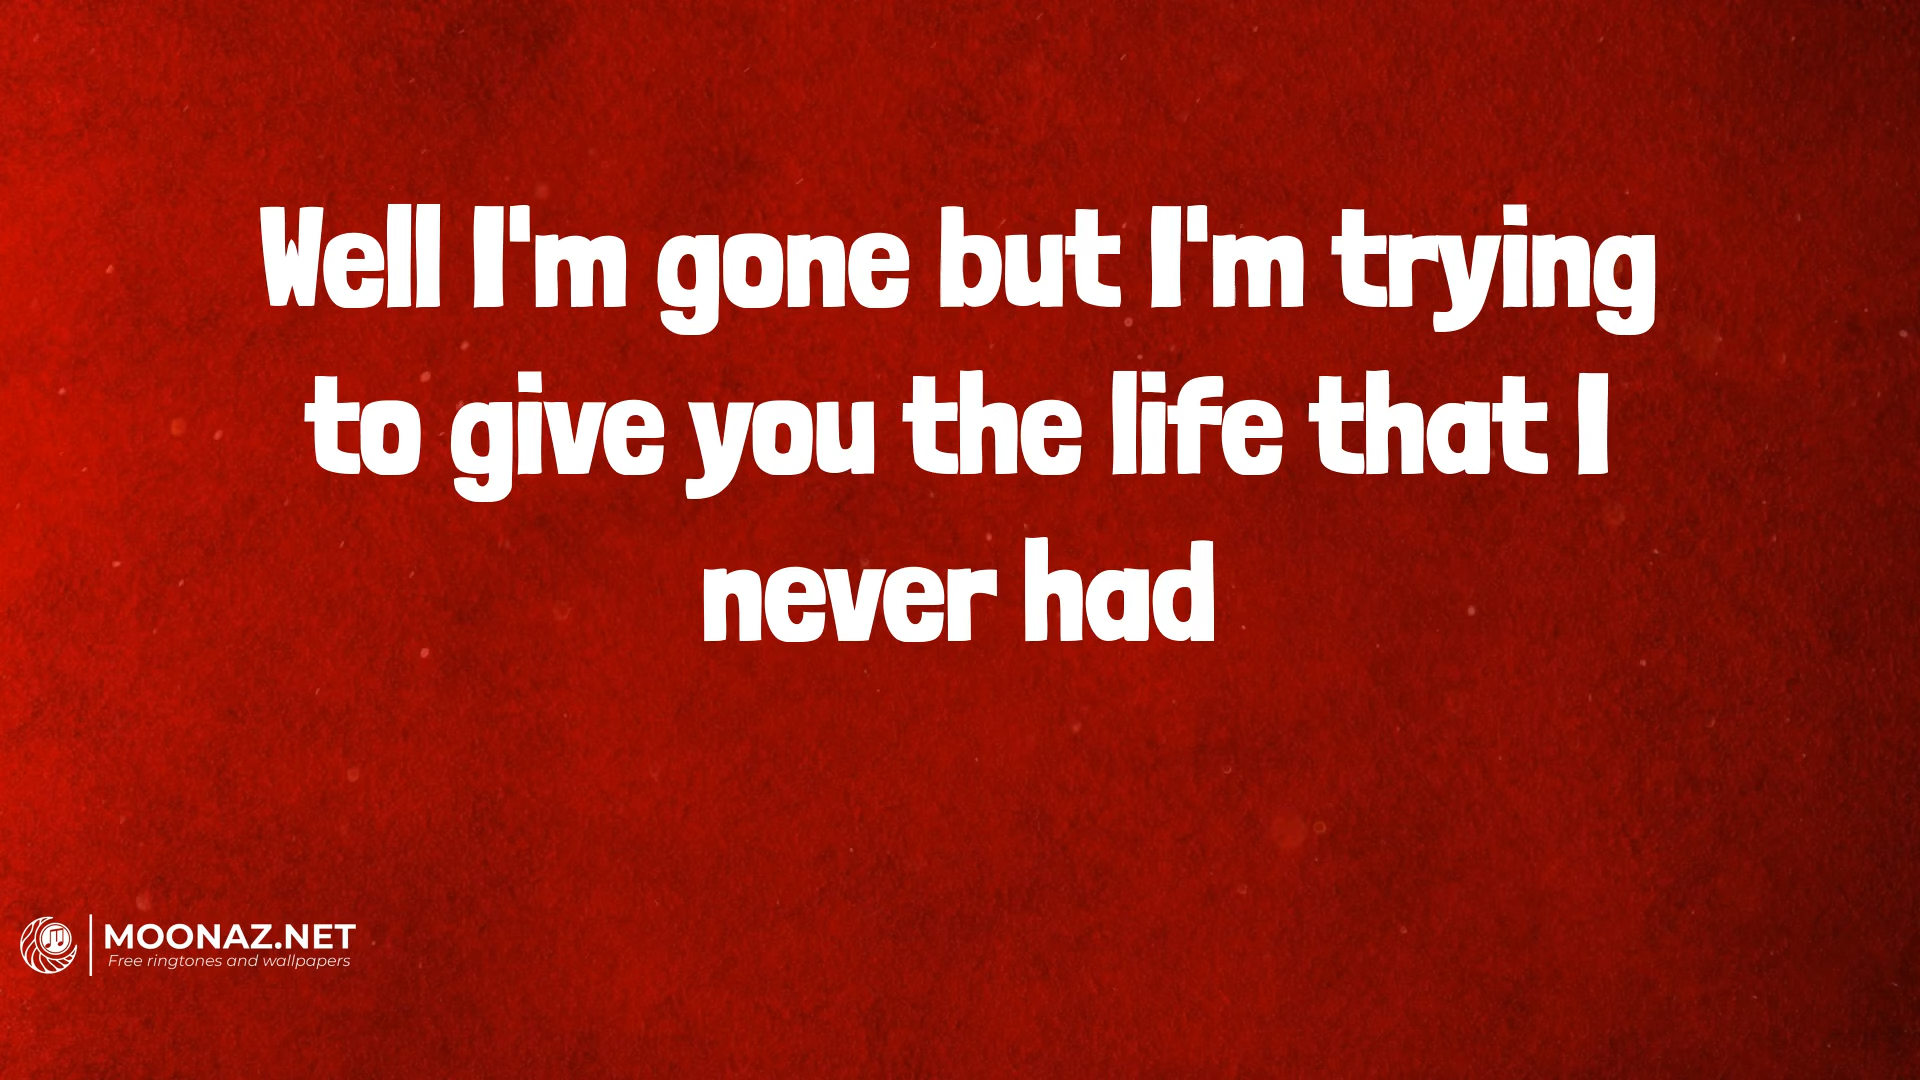 Well I'm gone but I'm trying
to give you the life that I
never had
MOONAZ.NET
Free ringtones and wallpapers